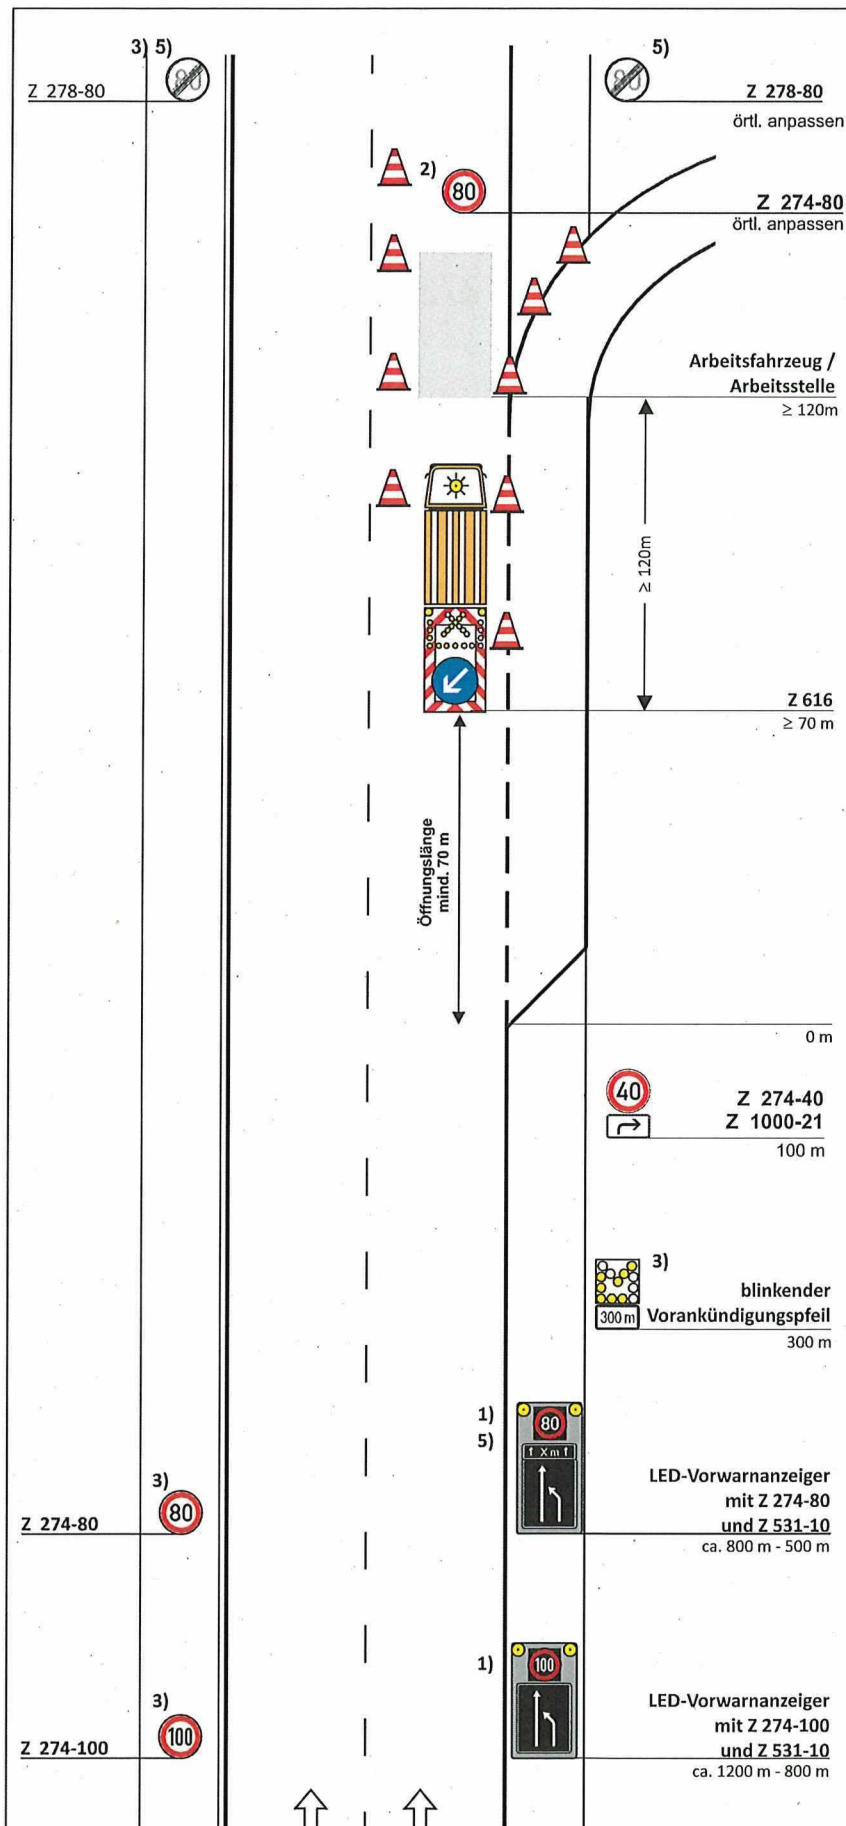 3) 5)
80
Z 278-80
5)
80
Z 278-80
örtl. anpassen
2)
80
Z 274-80
örtl. anpassen
Arbeitsfahrzeug /
Arbeitsstelle
≥ 120m
≥ 120m
Z 616
≥ 70 m
Öffnungslänge
mind. 70 m
0 m
40
Z 274-40
Z 1000-21
100 m
3)
300 m
blinkender
Vorankündigungspfeil
300 m
1)
5)
80
↑ X m ↑
LED-Vorwarnanzeiger
mit Z 274-80
und Z 531-10
ca. 800 m - 500 m
3)
80
Z 274-80
1)
100
LED-Vorwarnanzeiger
mit Z 274-100
und Z 531-10
ca. 1200 m - 800 m
3)
100
Z 274-100